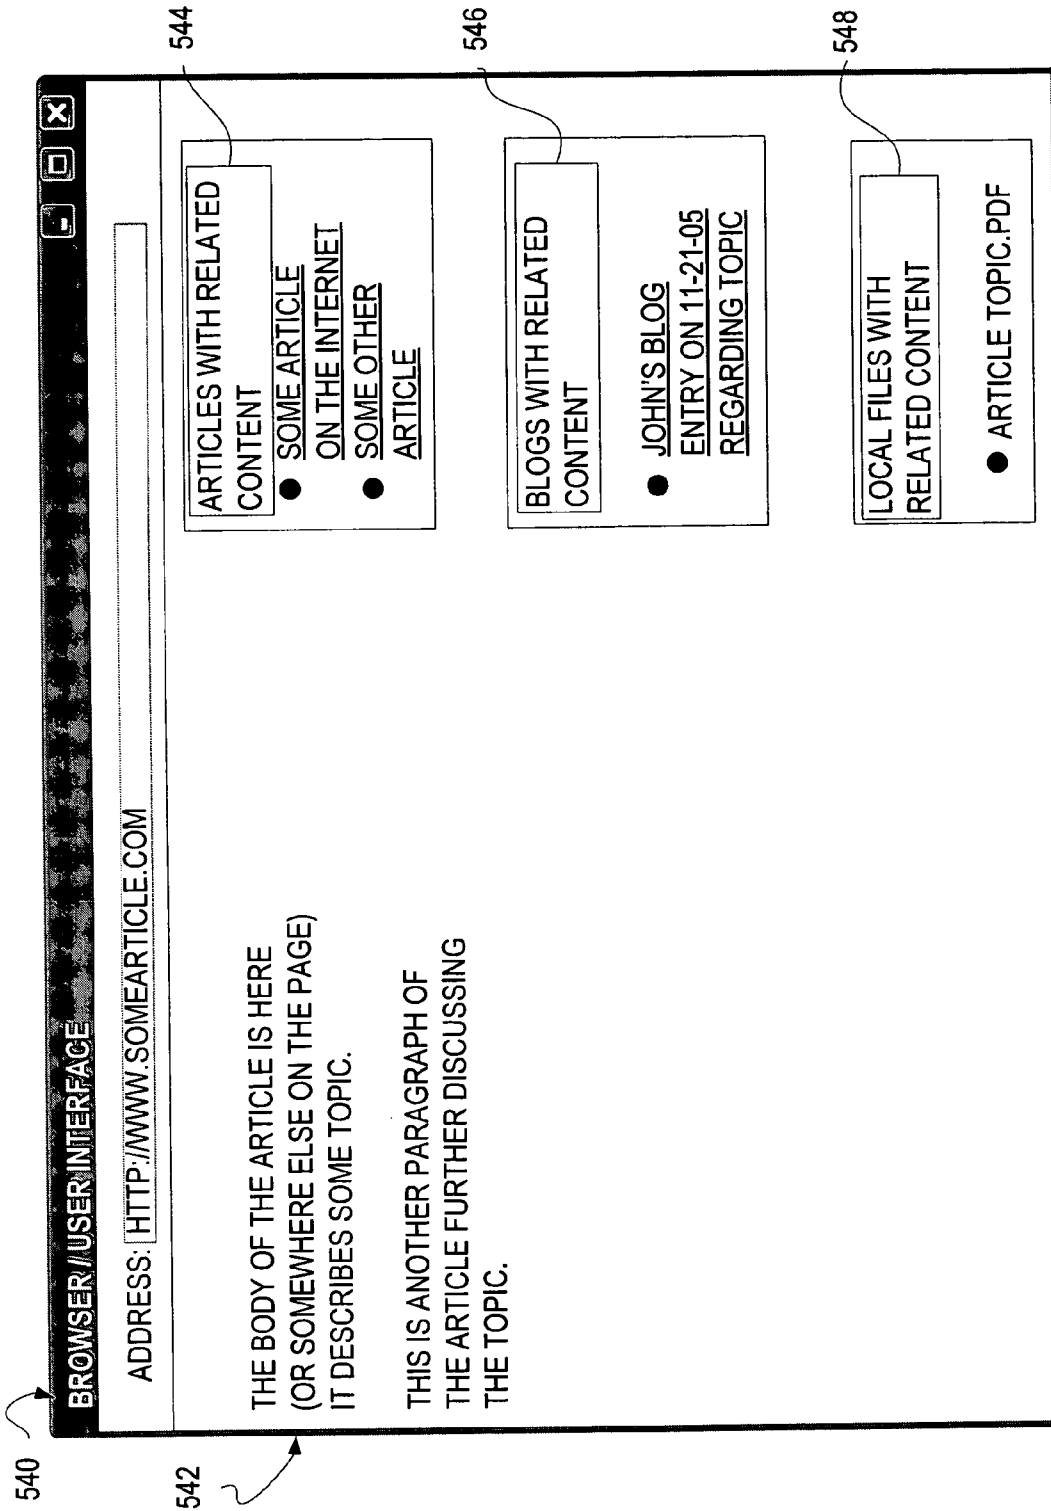 540
BROWSER / USER INTERFACE
ADDRESS: HTTP://WWW.SOMEARTICLE.COM
542
THE BODY OF THE ARTICLE IS HERE
(OR SOMEWHERE ELSE ON THE PAGE)
IT DESCRIBES SOME TOPIC.
THIS IS ANOTHER PARAGRAPH OF
THE ARTICLE FURTHER DISCUSSING
THE TOPIC.
544
ARTICLES WITH RELATED
CONTENT
● SOME ARTICLE
ON THE INTERNET
● SOME OTHER
ARTICLE
546
BLOGS WITH RELATED
CONTENT
● JOHN'S BLOG
ENTRY ON 11-21-05
REGARDING TOPIC
548
LOCAL FILES WITH
RELATED CONTENT
● ARTICLE TOPIC.PDF